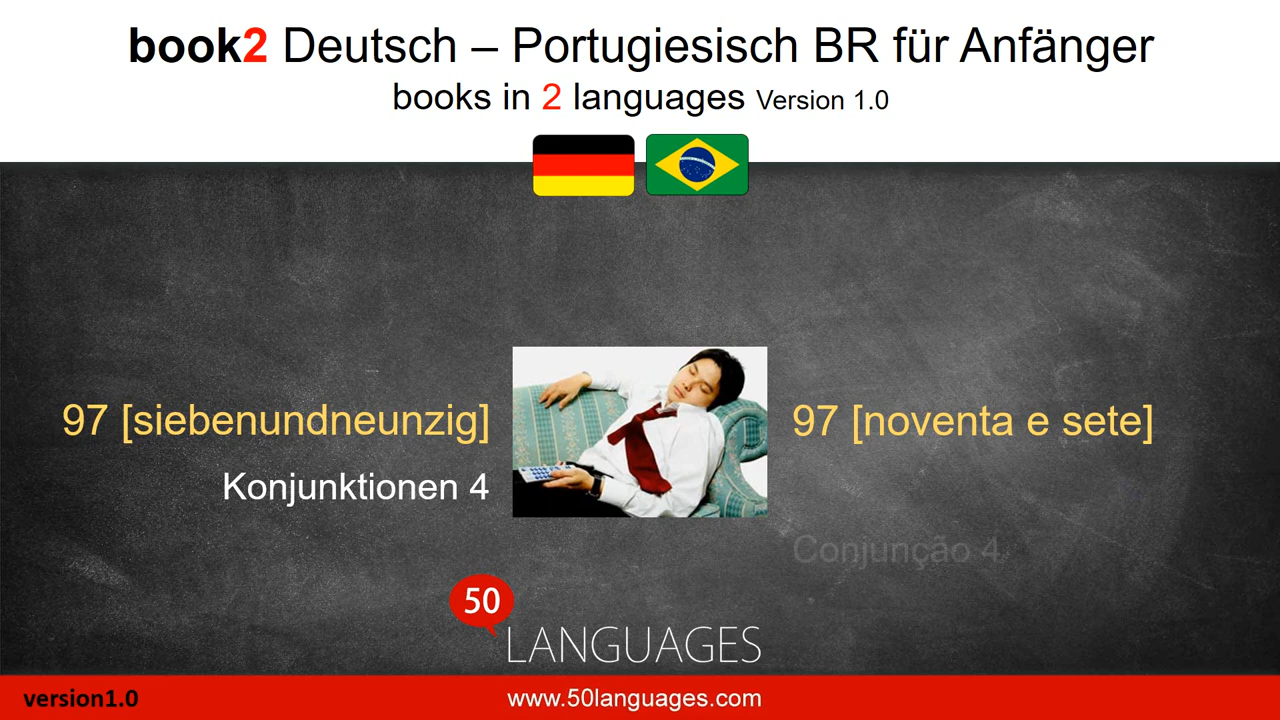 book2 Deutsch – Portugiesisch BR für Anfänger
books in 2 languages Version 1.0
97 [siebenundneunzig]
Konjunktionen 4
97 [noventa e sete]
Conjunção 4
50
LANGUAGES
version1.0
www.50languages.com